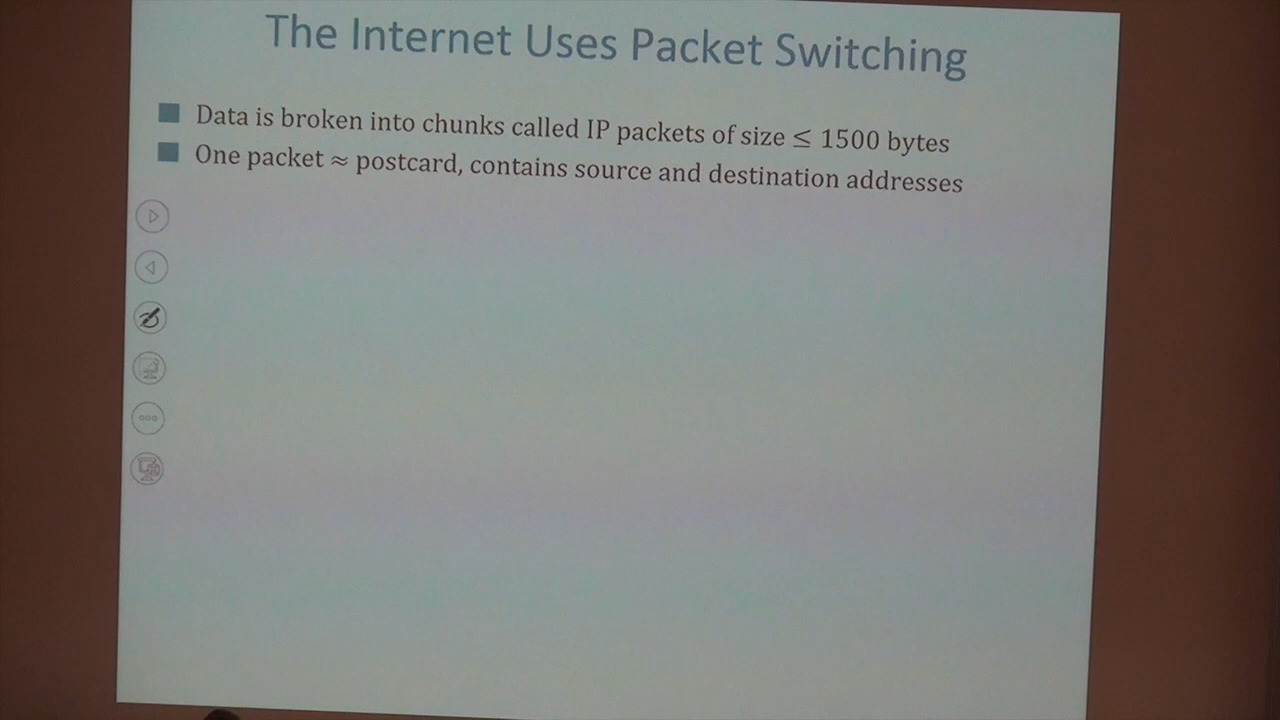 The Internet Uses Packet Switching
Data is broken into chunks called IP packets of size ≤ 1500 bytes
One packet ≈ postcard, contains source and destination addresses